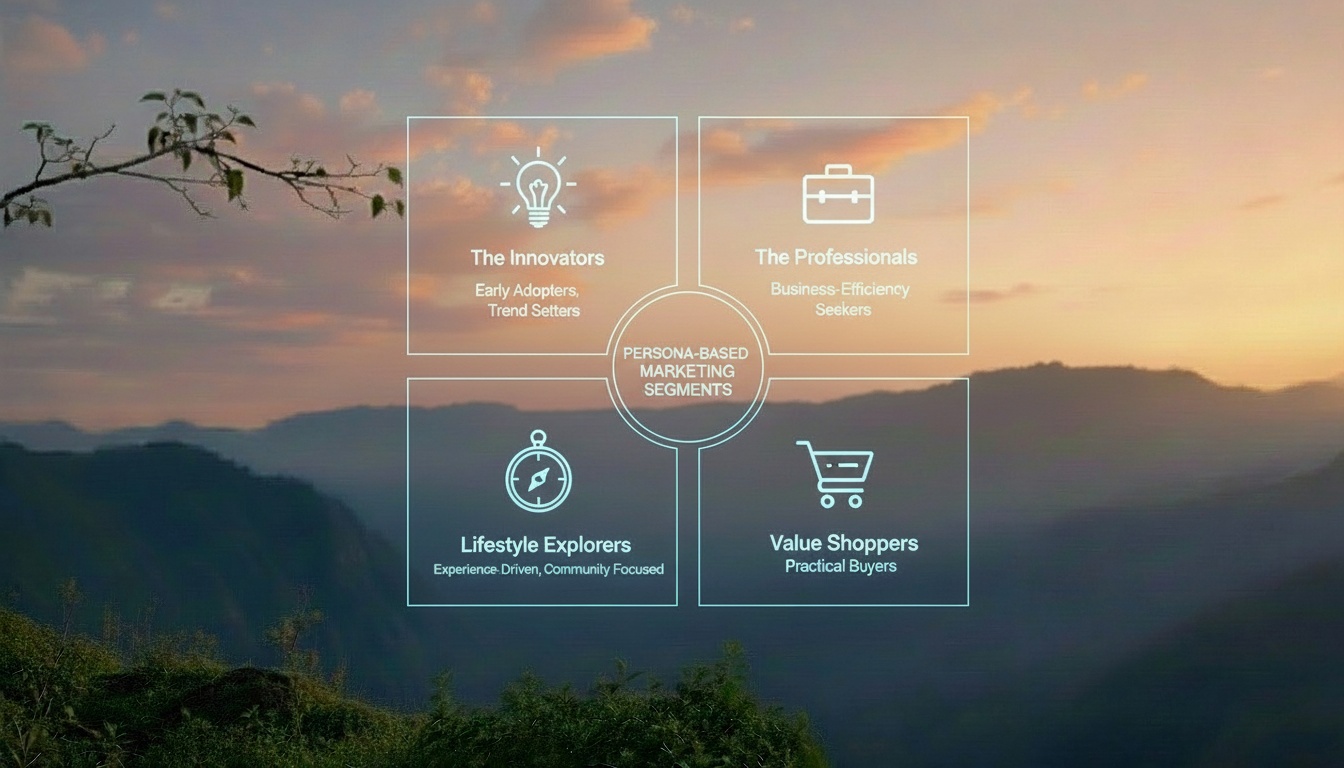 The Innovators
Early Adopters,
Trend Setters
The Professionals
Business-Efficiency
Seekers
PERSONA-BASED
MARKETING
SEGMENTS
Lifestyle Explorers
Experience-Driven, Community Focused
Value Shoppers
Practical Buyers